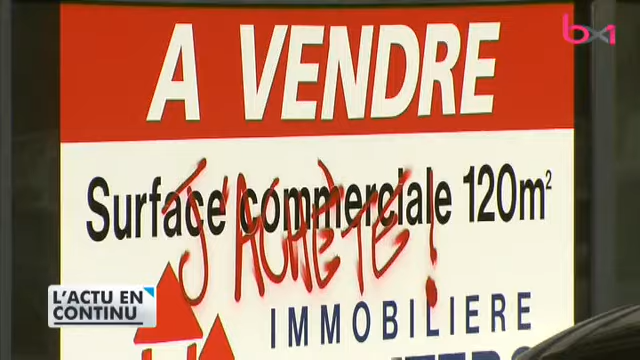 bx1
A VENDRE
Surface commerciale 120m²
J'ACHÈTE!
L'ACTU EN
CONTINU
IMMOBILIERE